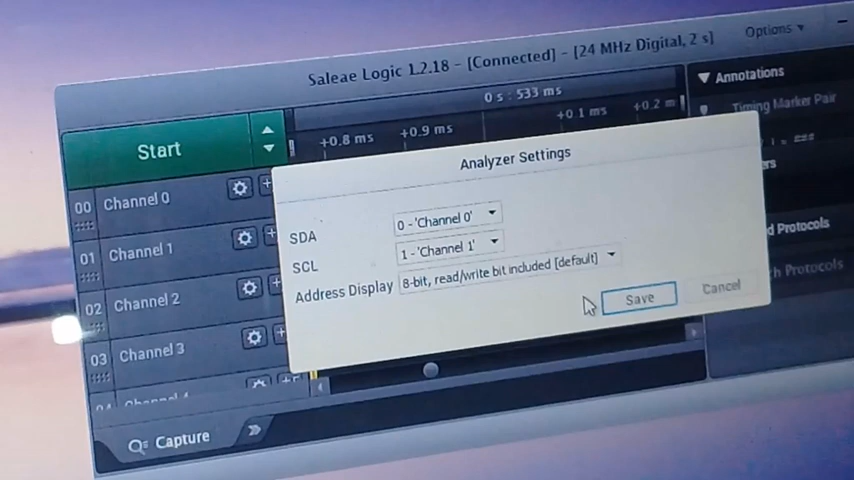 Saleae Logic 1.2.18 - [Connected] - [24 MHz Digital, 2 s]
Options
Start
0 s : 533 ms
+0.8 ms
+0.9 ms
+0.1 ms
+0.2 m
Annotations
Timing Marker Pair
= ###
ers
d Protocols
h Protocols
00
Channel 0
01
Channel 1
02
Channel 2
03
Channel 3
Analyzer Settings
SDA
0 - 'Channel 0'
SCL
1 - 'Channel 1'
Address Display
8-bit, read/write bit included [default]
Save
Cancel
Capture